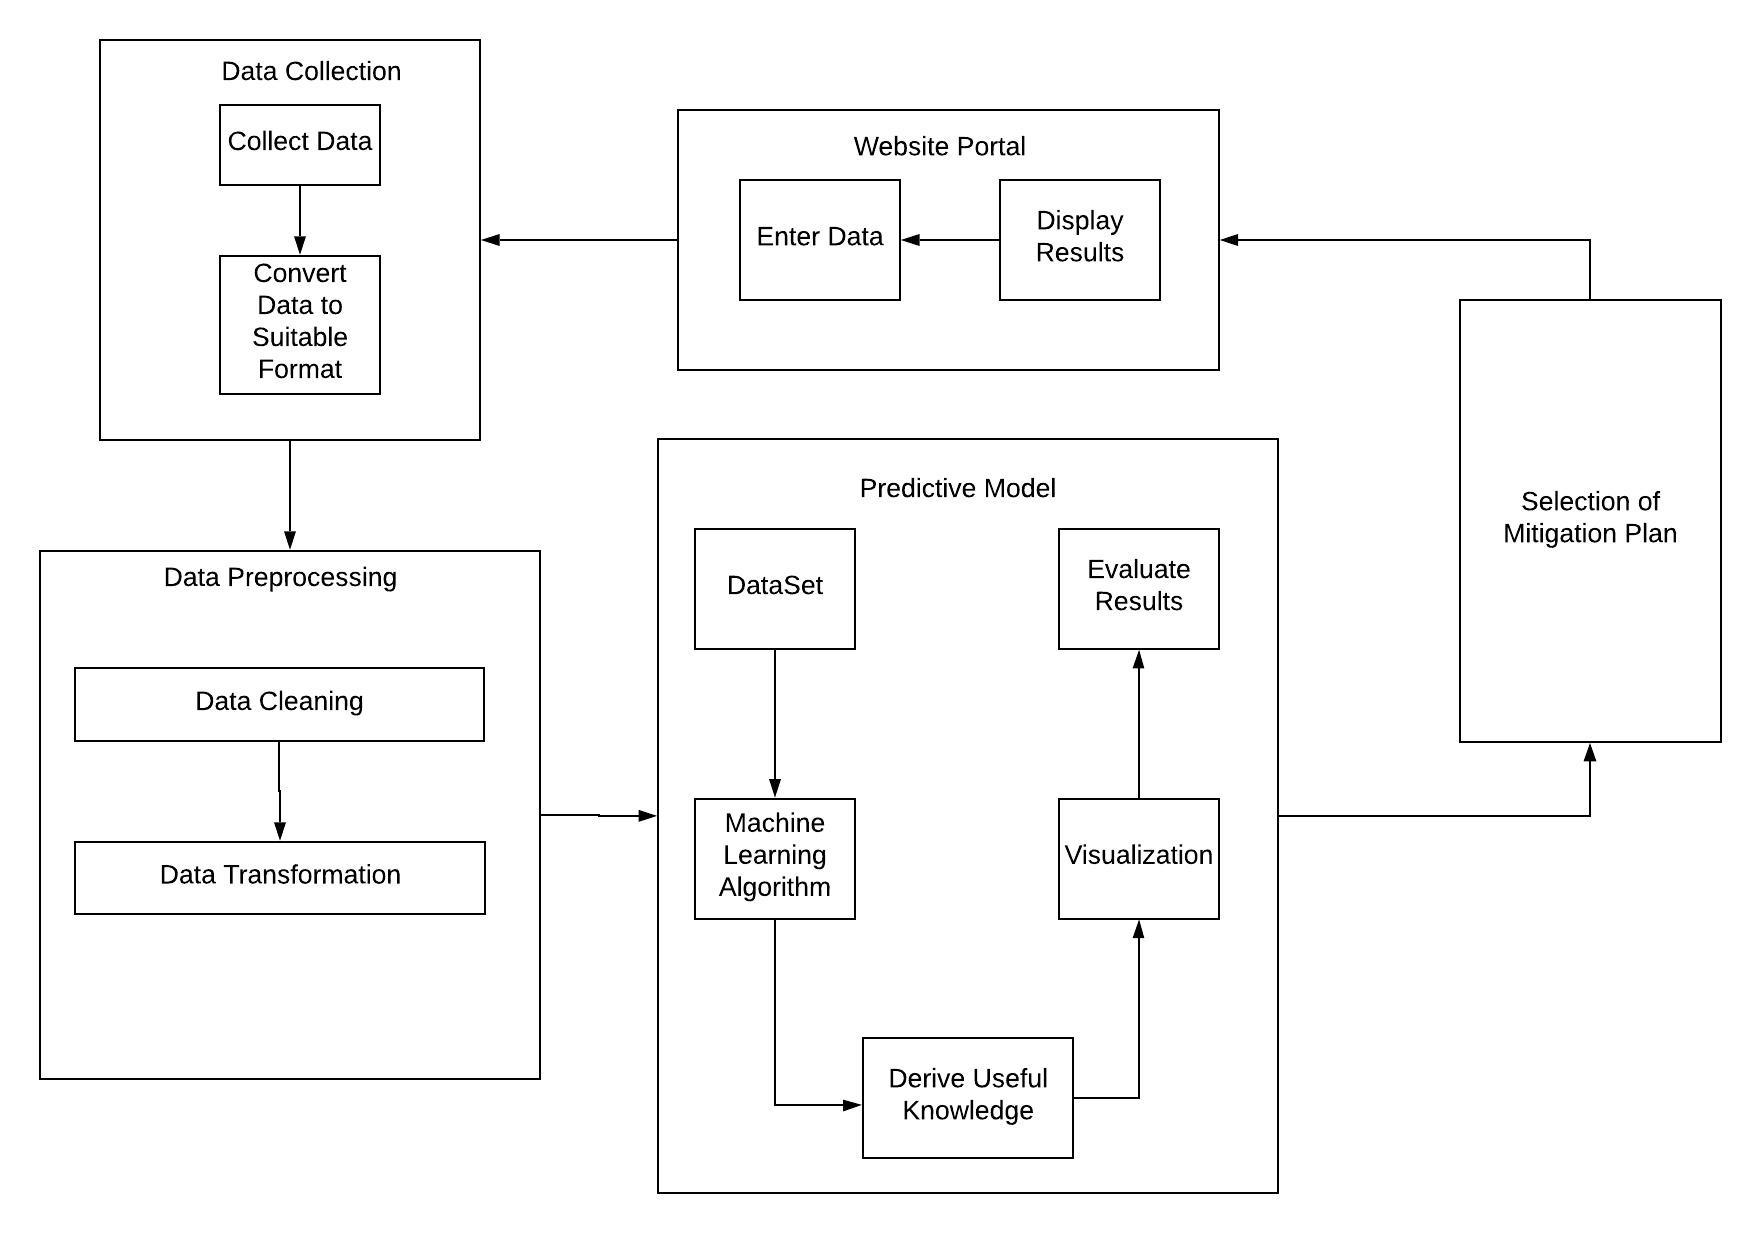 Data Collection
Collect Data
Convert
Data to
Suitable
Format
Website Portal
Enter Data
Display
Results
Selection of
Mitigation Plan
Data Preprocessing
Data Cleaning
Data Transformation
Predictive Model
DataSet
Machine
Learning
Algorithm
Derive Useful
Knowledge
Visualization
Evaluate
Results